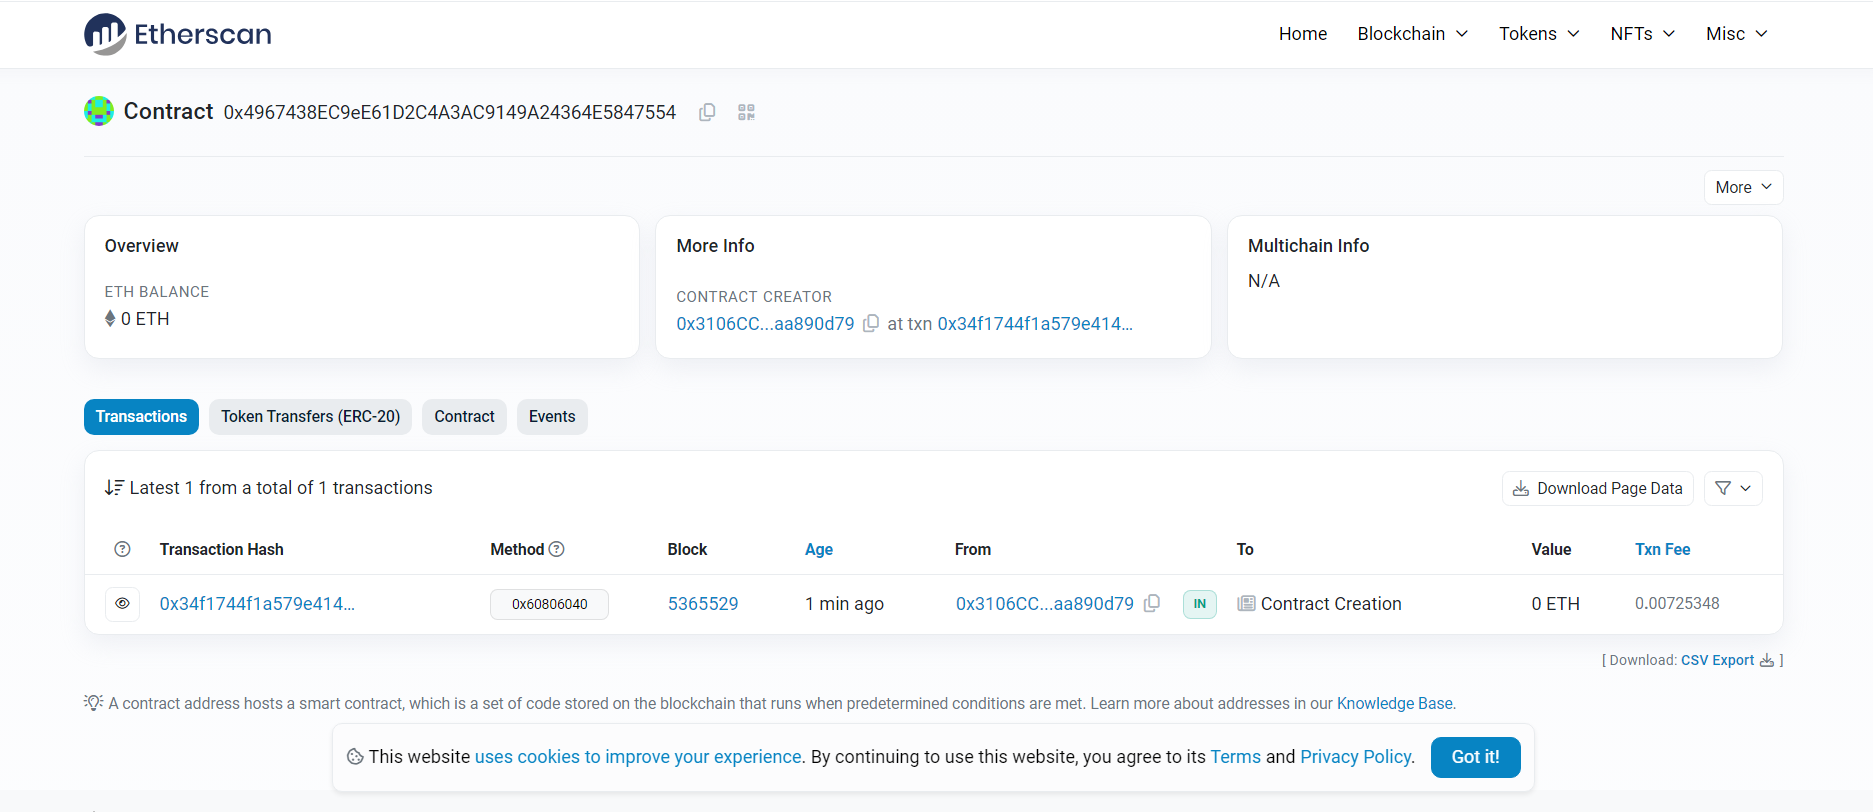 Etherscan
Home Blockchain Tokens NFTs Misc
Contract 0x4967438EC9eE61D2C4A3AC9149A24364E5847554
More
Overview
ETH BALANCE
0 ETH
More Info
CONTRACT CREATOR
0x3106CC...aa890d79 at txn 0x34f1744f1a579e414...
Multichain Info
N/A
Transactions Token Transfers (ERC-20) Contract Events
Latest 1 from a total of 1 transactions
Download Page Data
Transaction Hash Method Block Age From To Value Txn Fee
0x34f1744f1a579e414... 0x60806040 5365529 1 min ago 0x3106CC...aa890d79 IN Contract Creation 0 ETH 0.00725348
[ Download: CSV Export ]
A contract address hosts a smart contract, which is a set of code stored on the blockchain that runs when predetermined conditions are met. Learn more about addresses in our Knowledge Base.
This website uses cookies to improve your experience. By continuing to use this website, you agree to its Terms and Privacy Policy. Got it!